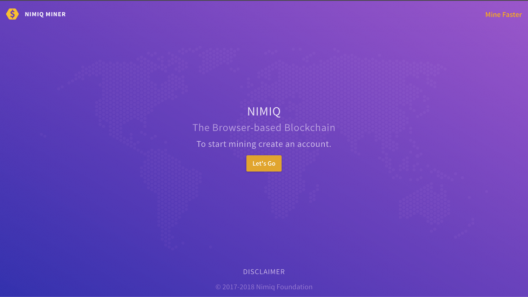 NIMIQ MINER
Mine Faster
NIMIQ
The Browser-based Blockchain
To start mining create an account.
Let's Go
DISCLAIMER
© 2017-2018 Nimiq Foundation